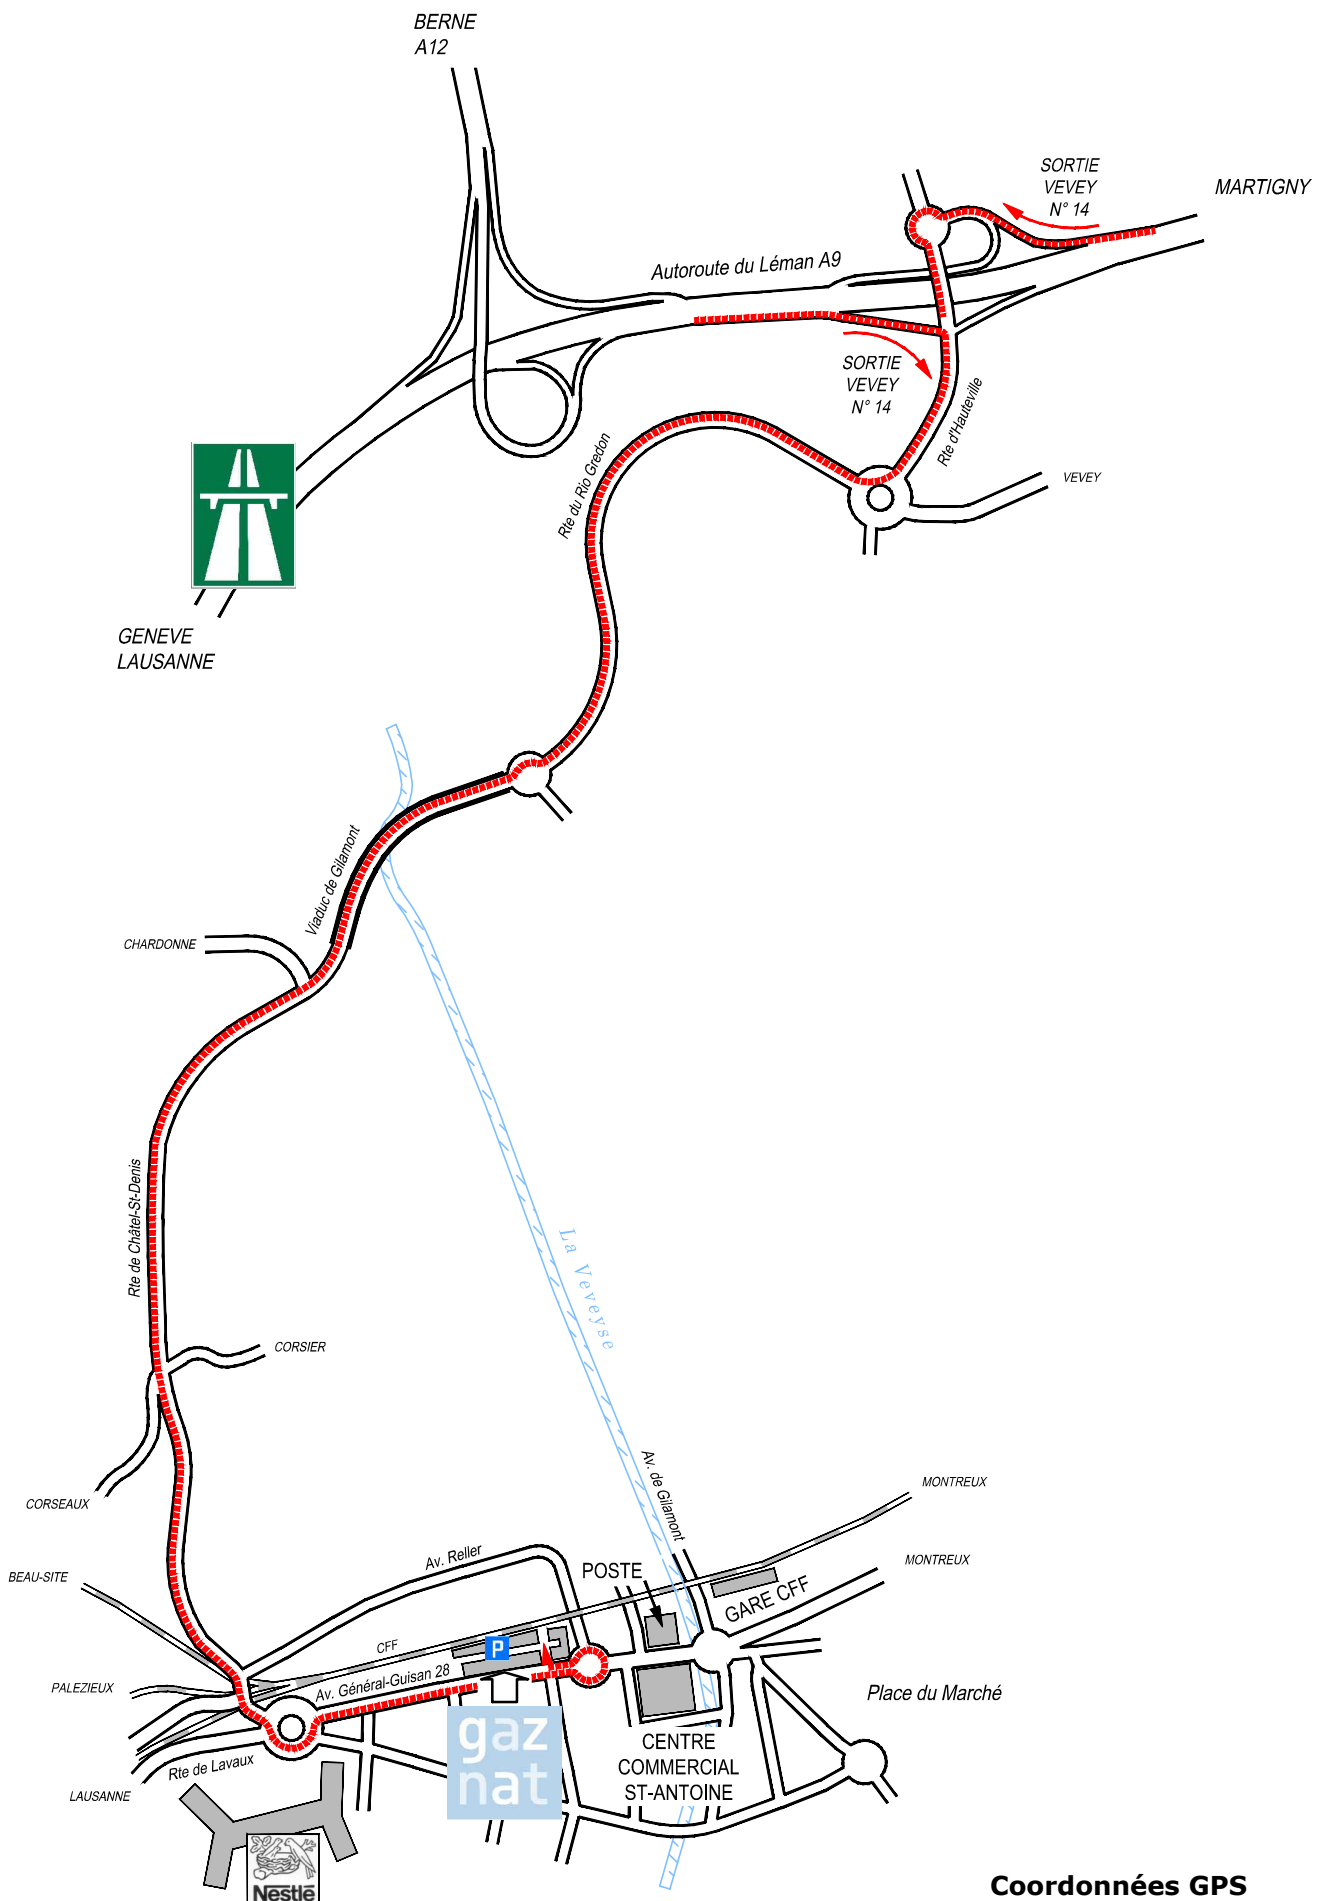 BERNE
A12
SORTIE
VEVEY
N° 14
MARTIGNY
Autoroute du Léman A9
SORTIE
VEVEY
N° 14
Rte d'Hauteville
Rte du Rio Gredon
VEVEY
GENEVE
LAUSANNE
Viaduc de Gilamont
CHARDONNE
Rte de Châtel-St-Denis
La Veveyse
CORSIER
CORSEAUX
Av. de Gilamont
MONTREUX
BEAU-SITE
Av. Reller
POSTE
MONTREUX
GARE CFF
CFF
P
PALEZIEUX
Av. Général-Guisan 28
Place du Marché
gaz
nat
CENTRE
COMMERCIAL
ST-ANTOINE
Rte de Lavaux
LAUSANNE
Nestlé
Coordonnées GPS